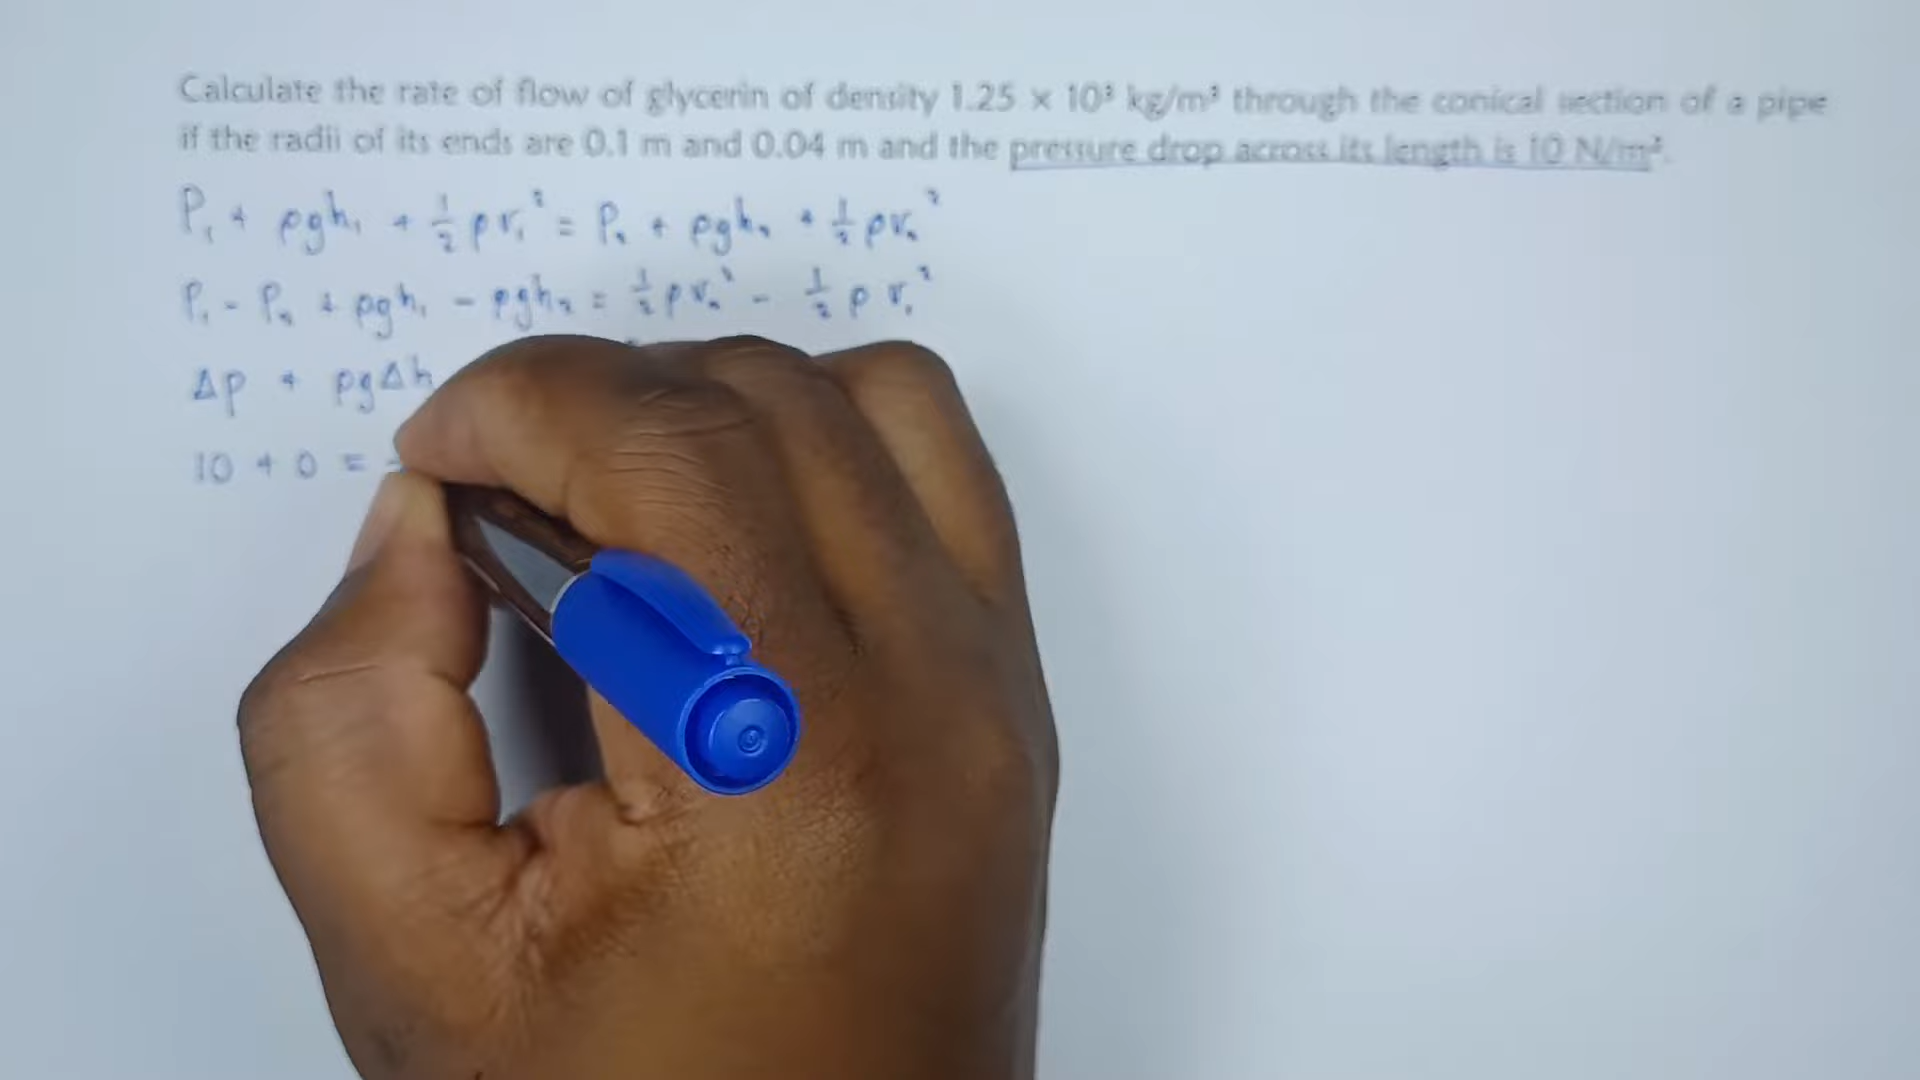 Calculate the rate of flow of glycerin of density 1.25 × 10³ kg/m³ through the conical section of a pipe
if the radii of its ends are 0.1 m and 0.04 m and the pressure drop across its length is 10 N/m².
P₁ + ρgh₁ + ½ρv₁² = P₂ + ρgh₂ + ½ρv₂²
P₁ - P₂ + ρgh₁ - ρgh₂ = ½ρv₂² - ½ρv₁²
Δp + ρgΔh
10 + 0 =